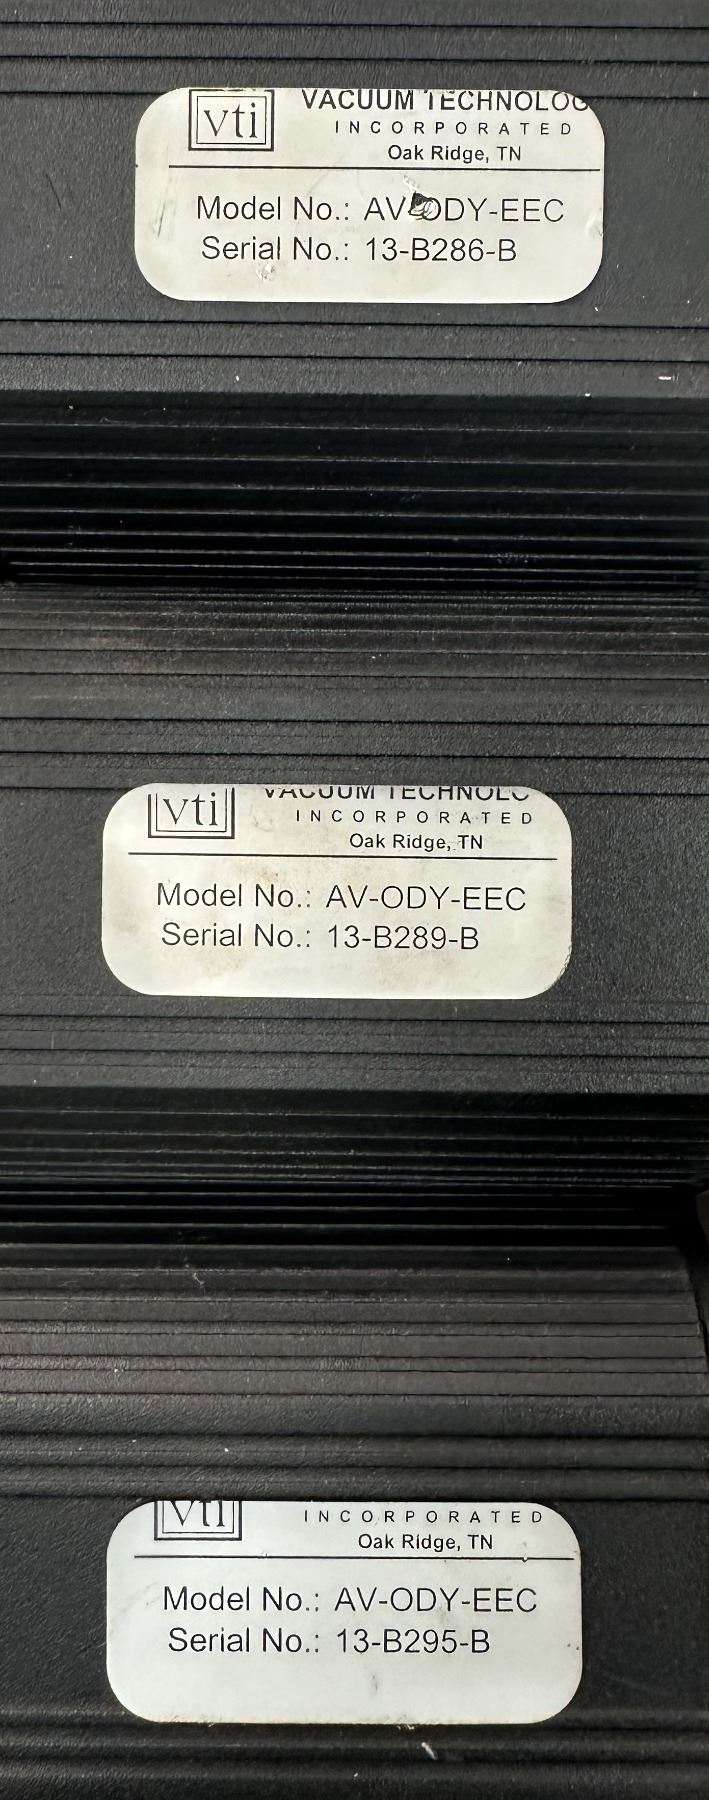 vti VACUUM TECHNOLOG
INCORPORATED
Oak Ridge, TN
Model No.: AV-ODY-EEC
Serial No.: 13-B286-B
vti VACUUM TECHNOLO
INCORPORATED
Oak Ridge, TN
Model No.: AV-ODY-EEC
Serial No.: 13-B289-B
vti INCORPORATED
Oak Ridge, TN
Model No.: AV-ODY-EEC
Serial No.: 13-B295-B